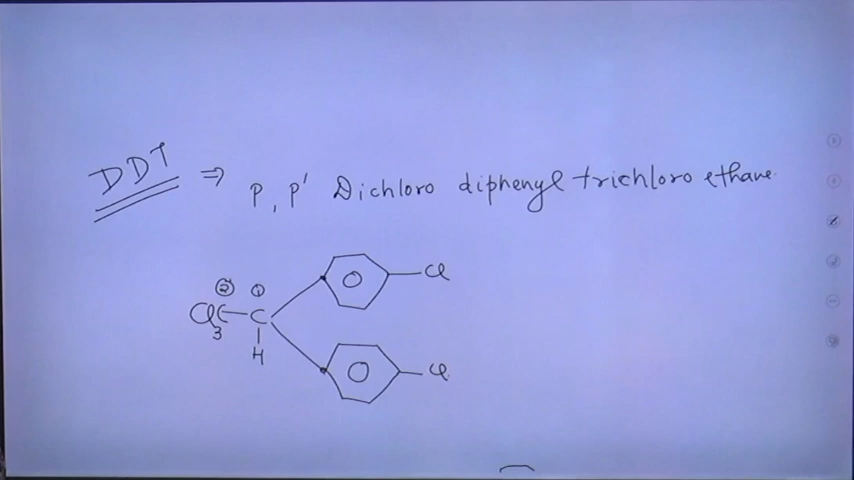 DDT ⇒ P, P' Dichloro diphenyl trichloro ethane.
② ①
Cl₃C–C
H
Cl
Cl